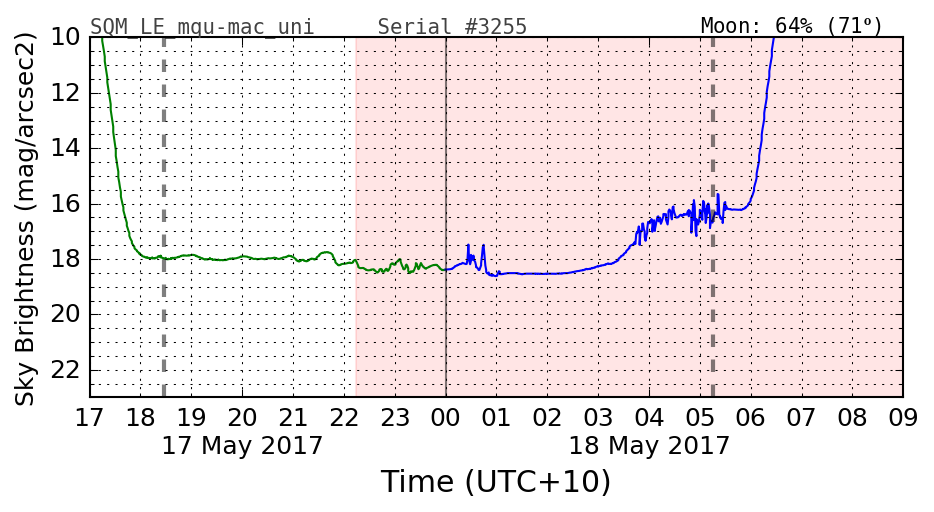 SQM_LE_mqu-mac_uni Serial #3255 Moon: 64% (71º)
Sky Brightness (mag/arcsec2)
10
12
14
16
18
20
22
17 18 19 20 21 22 23 00 01 02 03 04 05 06 07 08 09
17 May 2017 18 May 2017
Time (UTC+10)